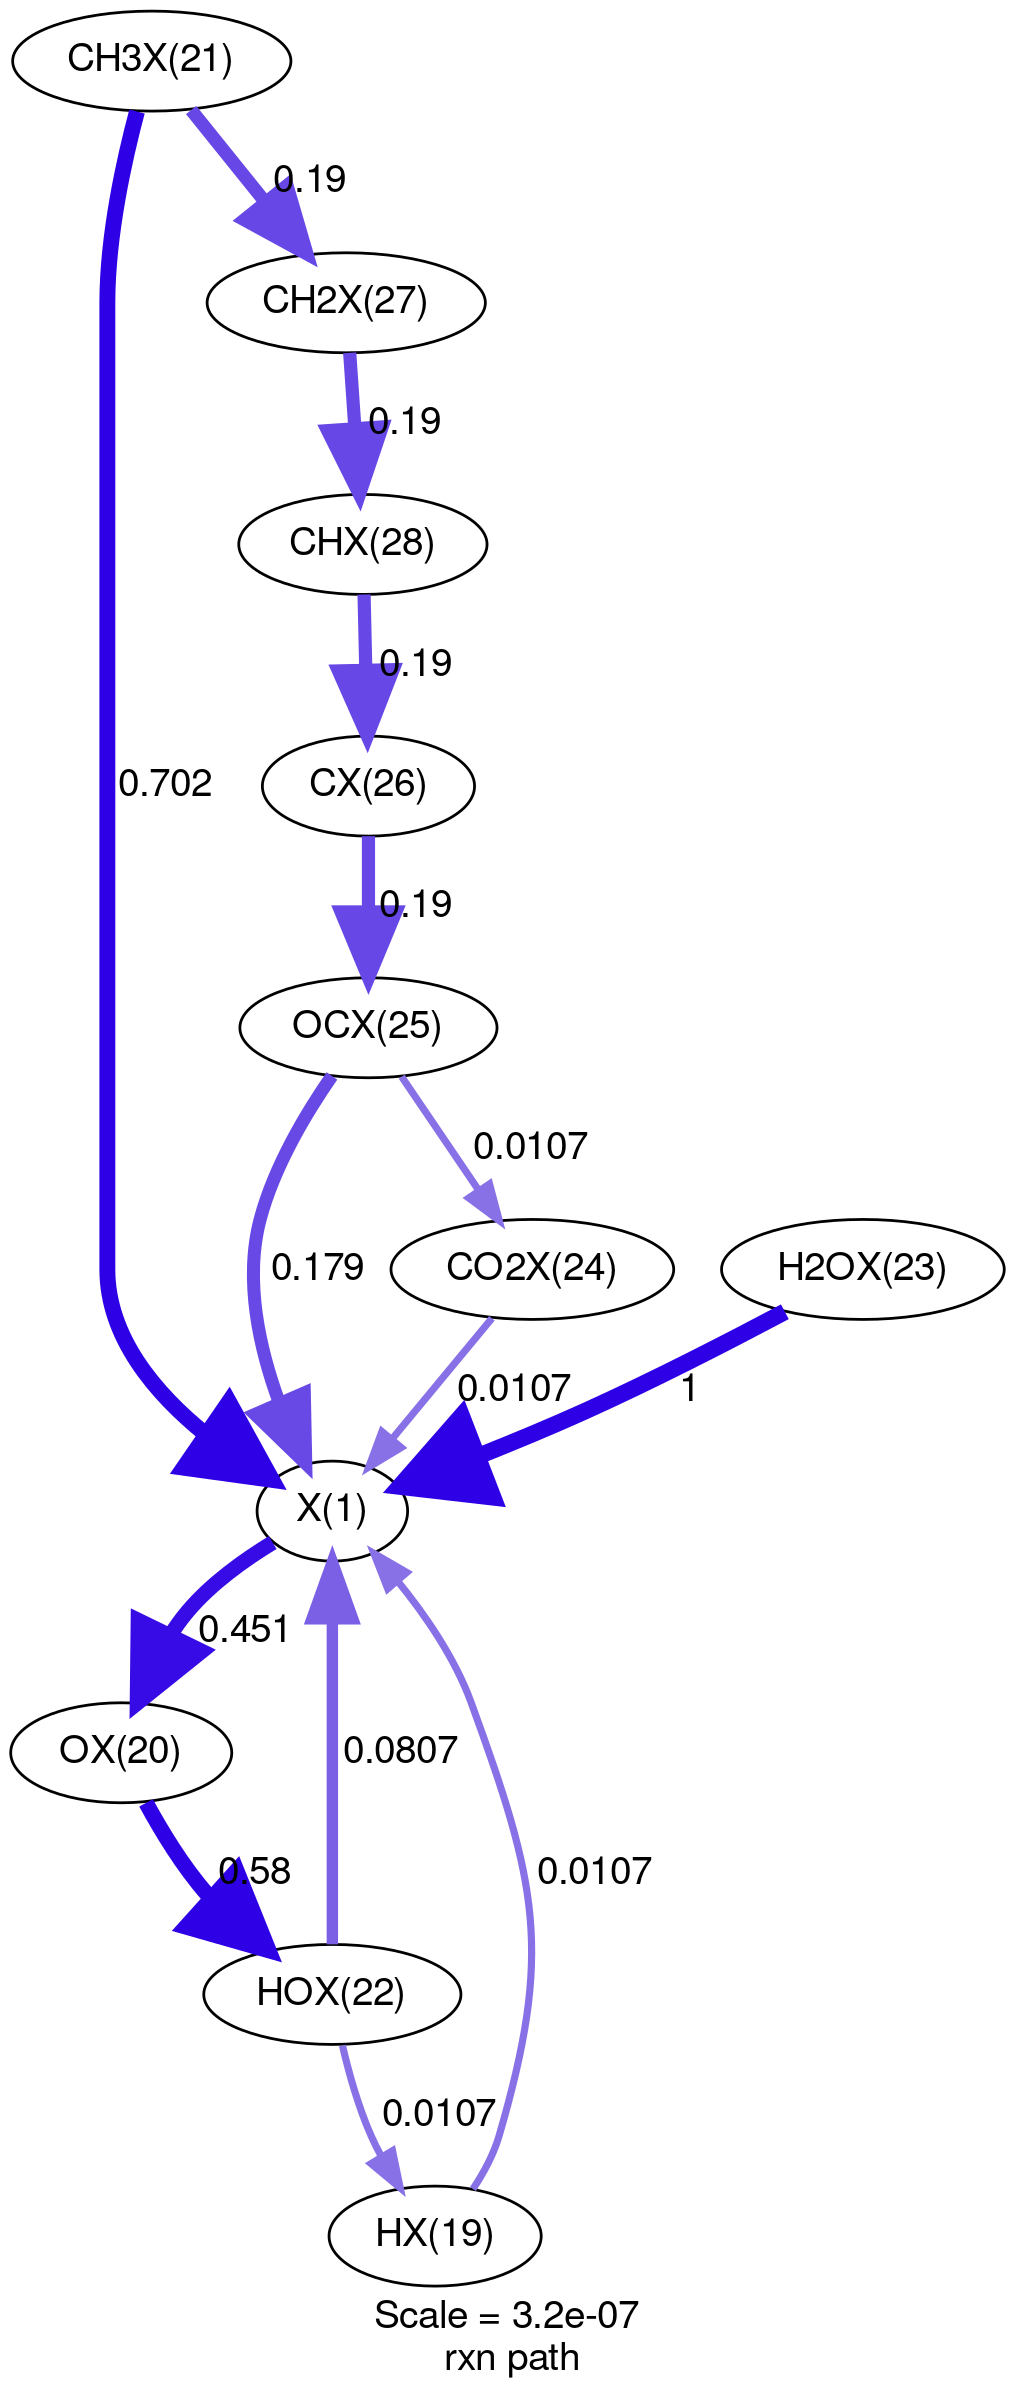 CH3X(21)
0.19
CH2X(27)
0.19
CHX(28)
0.19
CX(26)
0.702
0.19
OCX(25)
0.0107
0.179
CO2X(24)
H2OX(23)
0.0107
1
X(1)
0.451
OX(20)
0.0807
0.58
0.0107
HOX(22)
0.0107
HX(19)
Scale = 3.2e-07
rxn path